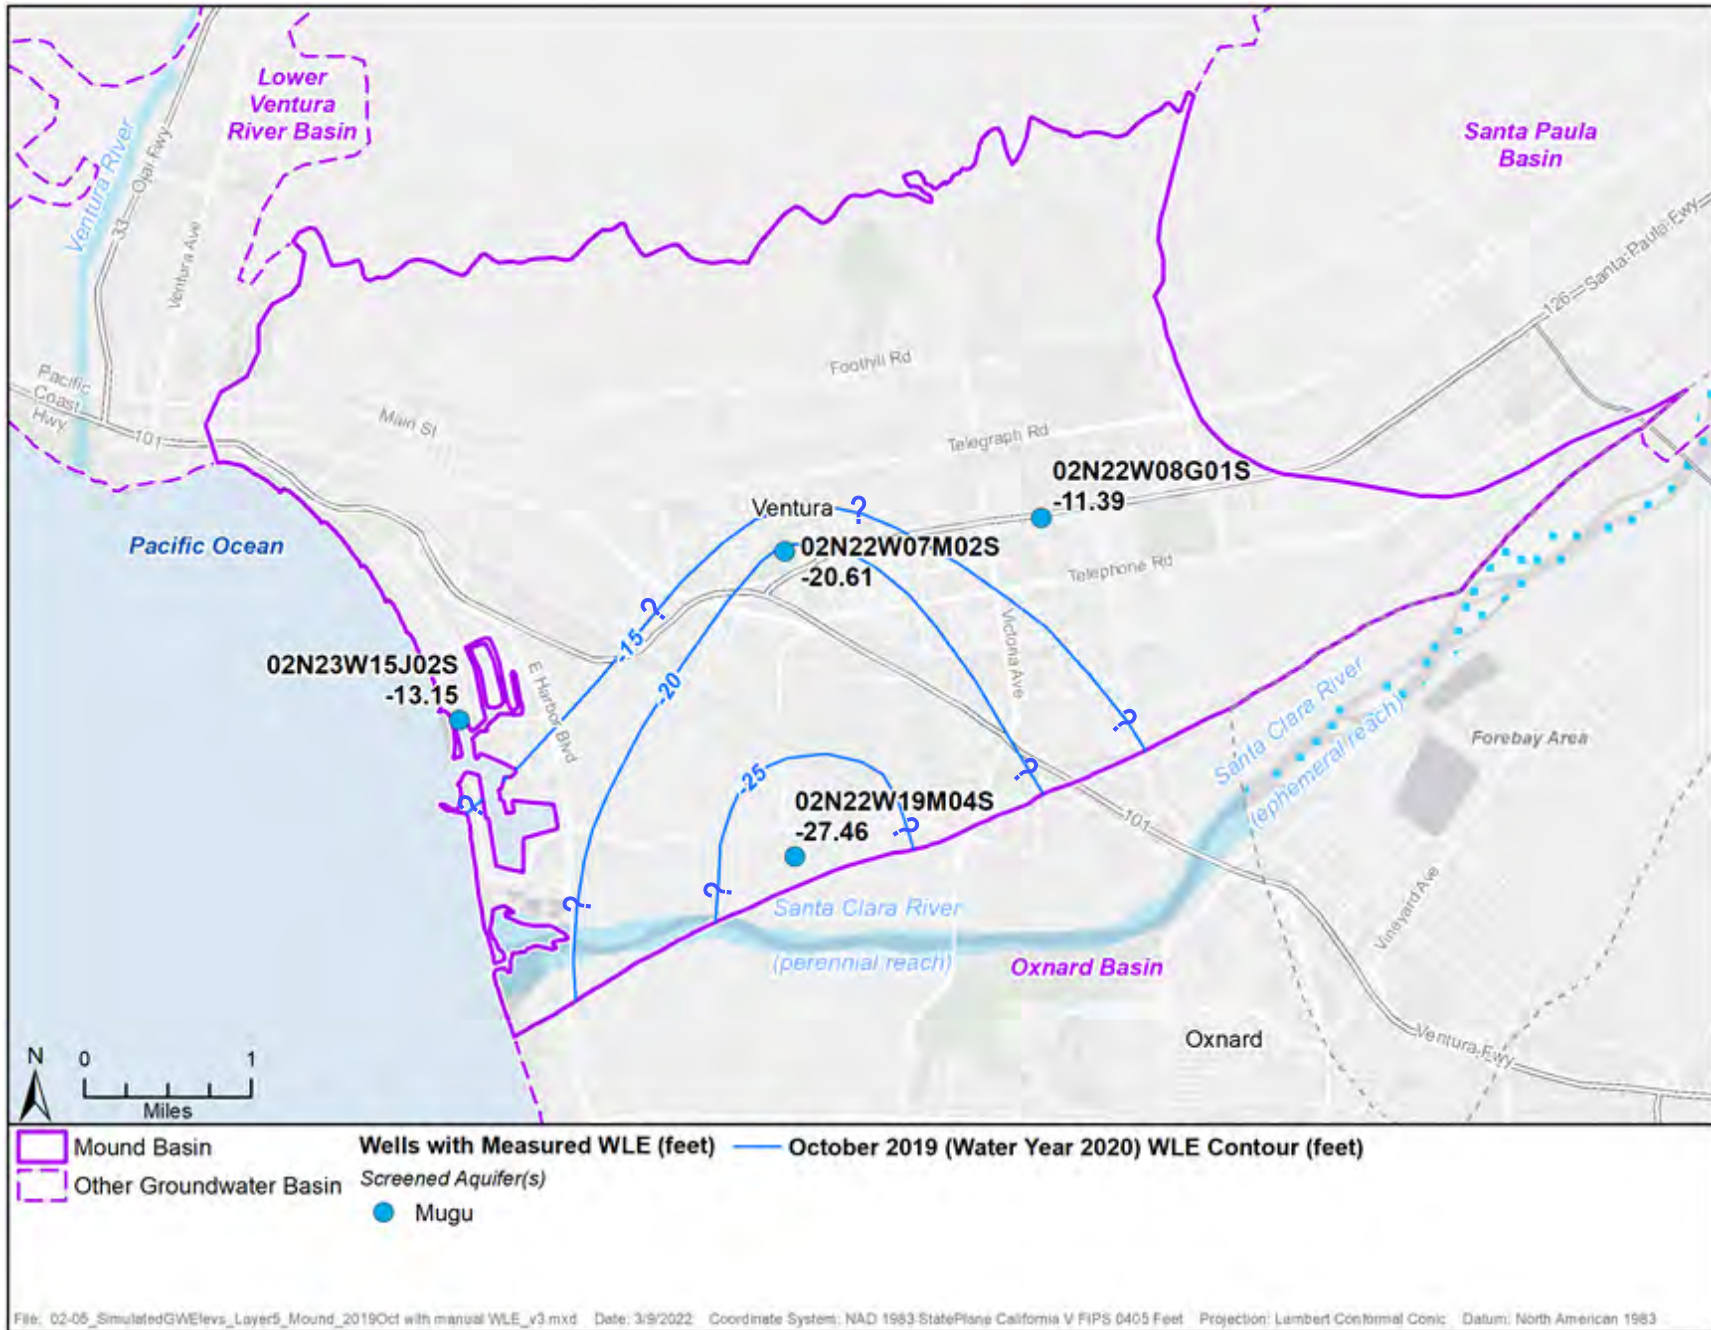 Lower
Ventura
River Basin
Santa Paula
Basin
Ventura River
33
Ojai Fwy
Ventura Ave
126
Santa Paula Fwy
Pacific
Coast
Hwy
101
Main St
Foothill Rd
Telegraph Rd
02N22W08G01S
-11.39
Ventura
?
Pacific Ocean
02N22W07M02S
-20.61
Telephone Rd
?
-15
Victoria Ave
02N23W15J02S
-13.15
E Harbor Blvd
-20
?
Santa Clara River
(ephemeral reach)
Forebay Area
-25
?
02N22W19M04S
-27.46
?
?
101
?
?
Vineyard Ave
Santa Clara River
(perennial reach)
Oxnard Basin
Oxnard
Ventura Fwy
N
0 1
Miles
Mound Basin
Other Groundwater Basin
Wells with Measured WLE (feet)
Screened Aquifer(s)
Mugu
October 2019 (Water Year 2020) WLE Contour (feet)
File: 02-05_SimulatedGWElevs_Layer5_Mound_2019Oct with manual WLE_v3.mxd Date: 3/9/2022 Coordinate System: NAD 1983 StatePlane California V FIPS 0405 Feet Projection: Lambert Conformal Conic Datum: North American 1983